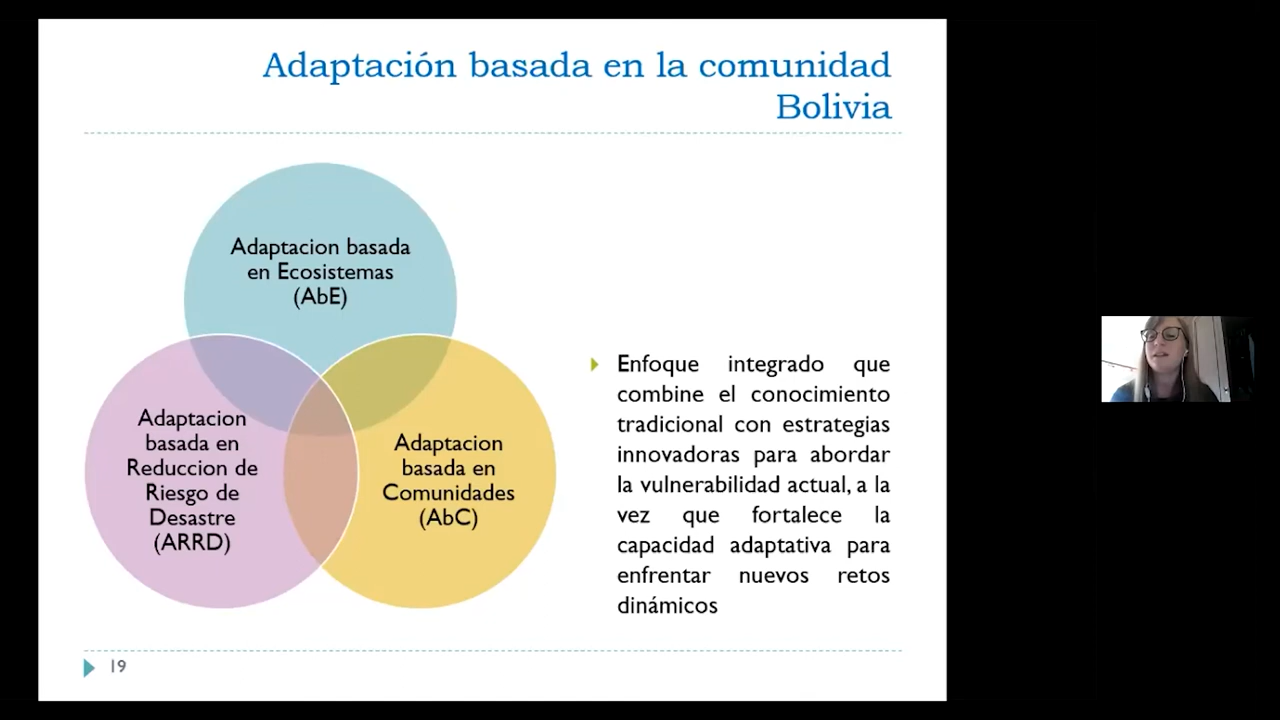 Adaptación basada en la comunidad
Bolivia
Adaptacion basada
en Ecosistemas
(AbE)
Adaptacion
basada en
Reduccion de
Riesgo de
Desastre
(ARRD)
Adaptacion
basada en
Comunidades
(AbC)
Enfoque integrado que
combine el conocimiento
tradicional con estrategias
innovadoras para abordar
la vulnerabilidad actual, a la
vez que fortalece la
capacidad adaptativa para
enfrentar nuevos retos
dinámicos
19